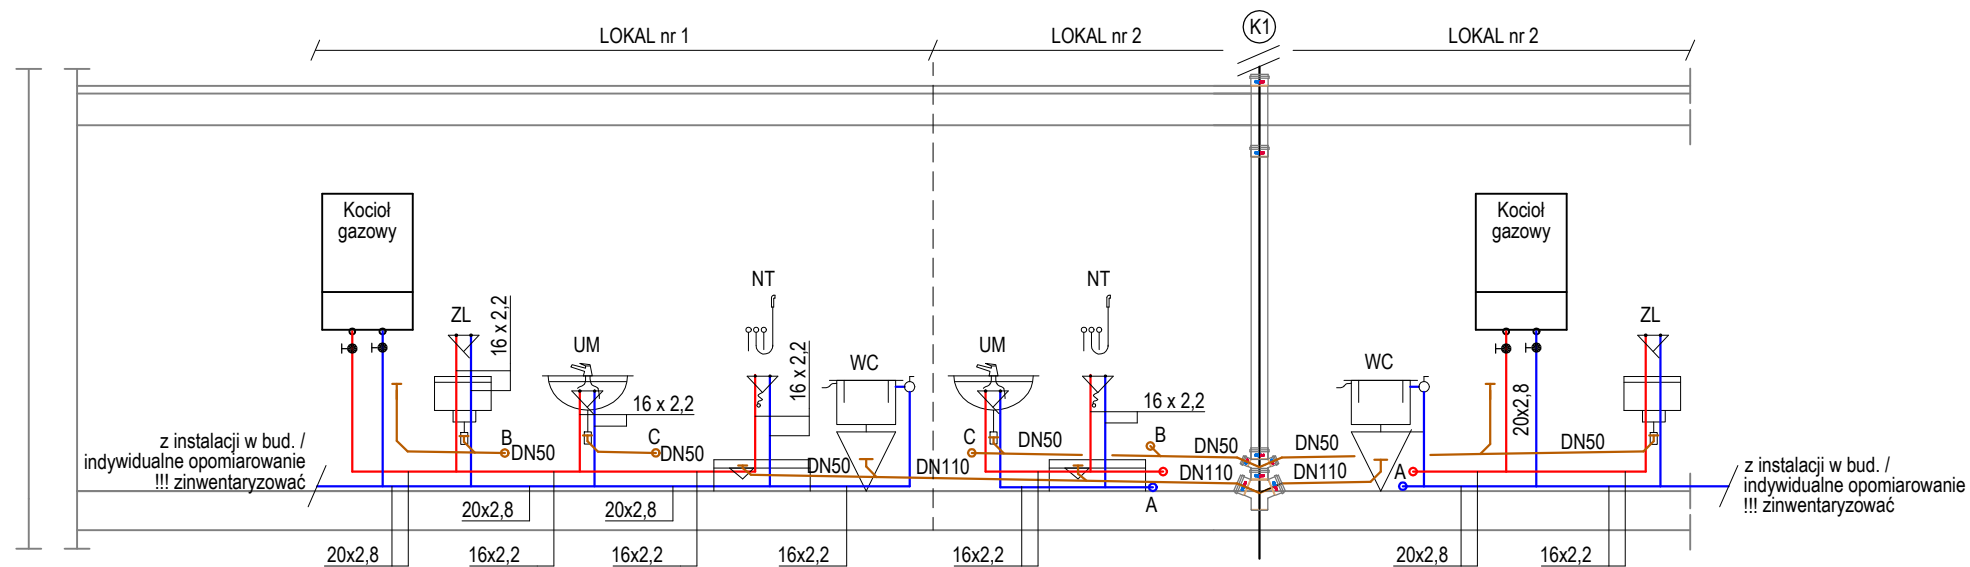 K1
LOKAL nr 1
LOKAL nr 2
LOKAL nr 2
Kocioł
gazowy
Kocioł
gazowy
ZL
16 x 2,2
UM
NT
16 x 2,2
WC
UM
NT
WC
20x2,8
ZL
16 x 2,2
16 x 2,2
B
DN50
C
DN50
DN50
DN110
C
DN50
B
DN50
DN110
DN50
DN110
A
A
DN50
z instalacji w bud. /
indywidualne opomiarowanie
!!! zinwentaryzować
z instalacji w bud. /
indywidualne opomiarowanie
!!! zinwentaryzować
20x2,8
20x2,8
20x2,8
16x2,2
16x2,2
16x2,2
16x2,2
20x2,8
16x2,2